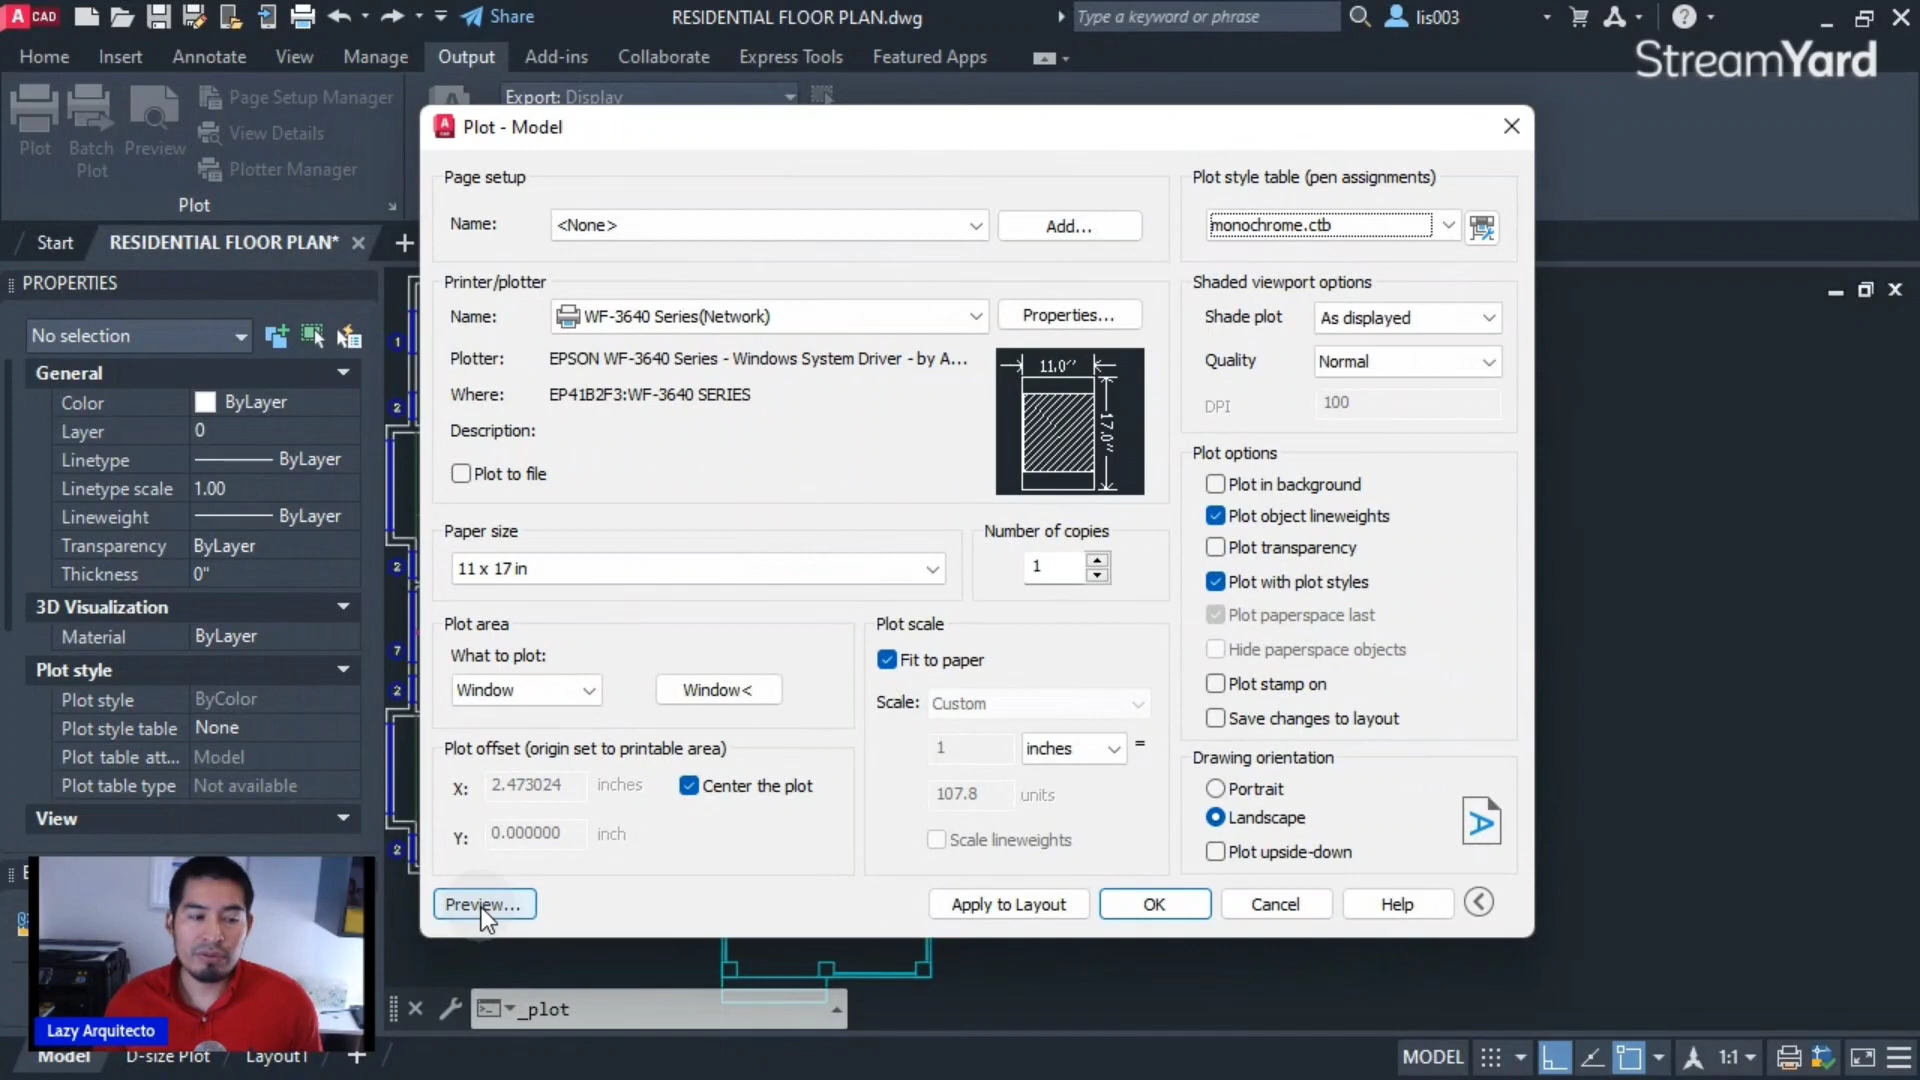 CAD
Share
RESIDENTIAL FLOOR PLAN.dwg
Type a keyword or phrase
lis003
StreamYard
Home
Insert
Annotate
View
Manage
Output
Add-ins
Collaborate
Express Tools
Featured Apps
Plot
Batch
Plot
Preview
Page Setup Manager
View Details
Plotter Manager
Plot
Export: Display
Start
RESIDENTIAL FLOOR PLAN*
PROPERTIES
No selection
General
Color
ByLayer
Layer
0
Linetype
ByLayer
Linetype scale
1.00
Lineweight
ByLayer
Transparency
ByLayer
Thickness
0"
3D Visualization
Material
ByLayer
Plot style
Plot style
ByColor
Plot style table
None
Plot table att...
Model
Plot table type
Not available
View
1
2
2
7
2
2
Plot - Model
Page setup
Name:
<None>
Add...
Printer/plotter
Name:
WF-3640 Series(Network)
Properties...
Plotter:
EPSON WF-3640 Series - Windows System Driver - by A...
Where:
EP41B2F3:WF-3640 SERIES
Description:
Plot to file
11.0''
17.0''
Paper size
11 x 17 in
Number of copies
1
Plot area
What to plot:
Window
Window<
Plot offset (origin set to printable area)
X:
2.473024
inches
Center the plot
Y:
0.000000
inch
Plot scale
Fit to paper
Scale:
Custom
1
inches
=
107.8
units
Scale lineweights
Plot style table (pen assignments)
monochrome.ctb
Shaded viewport options
Shade plot
As displayed
Quality
Normal
DPI
100
Plot options
Plot in background
Plot object lineweights
Plot transparency
Plot with plot styles
Plot paperspace last
Hide paperspace objects
Plot stamp on
Save changes to layout
Drawing orientation
Portrait
Landscape
Plot upside-down
Preview...
Apply to Layout
OK
Cancel
Help
_plot
Lazy Arquitecto
Model
D-size Plot
Layout1
MODEL
1:1